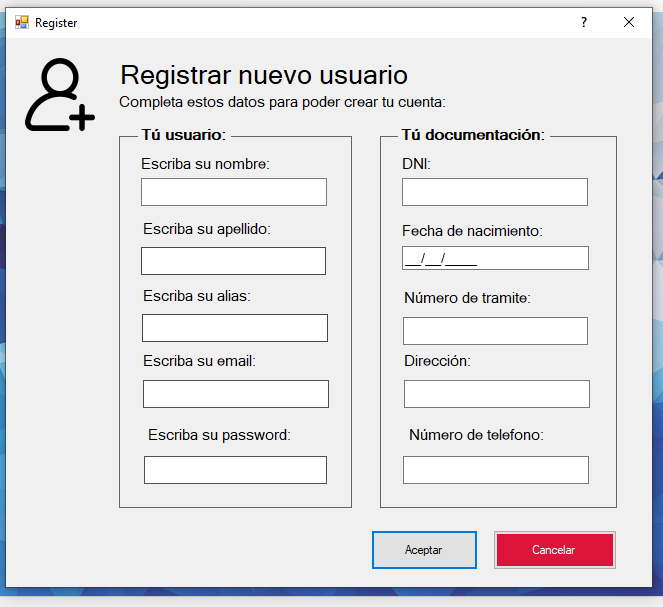 Register
?
Registrar nuevo usuario
Completa estos datos para poder crear tu cuenta:
Tú usuario:
Escriba su nombre:
Escriba su apellido:
Escriba su alias:
Escriba su email:
Escriba su password:
Tú documentación:
DNI:
Fecha de nacimiento:
__/__/____
Número de tramite:
Dirección:
Número de telefono:
Aceptar
Cancelar